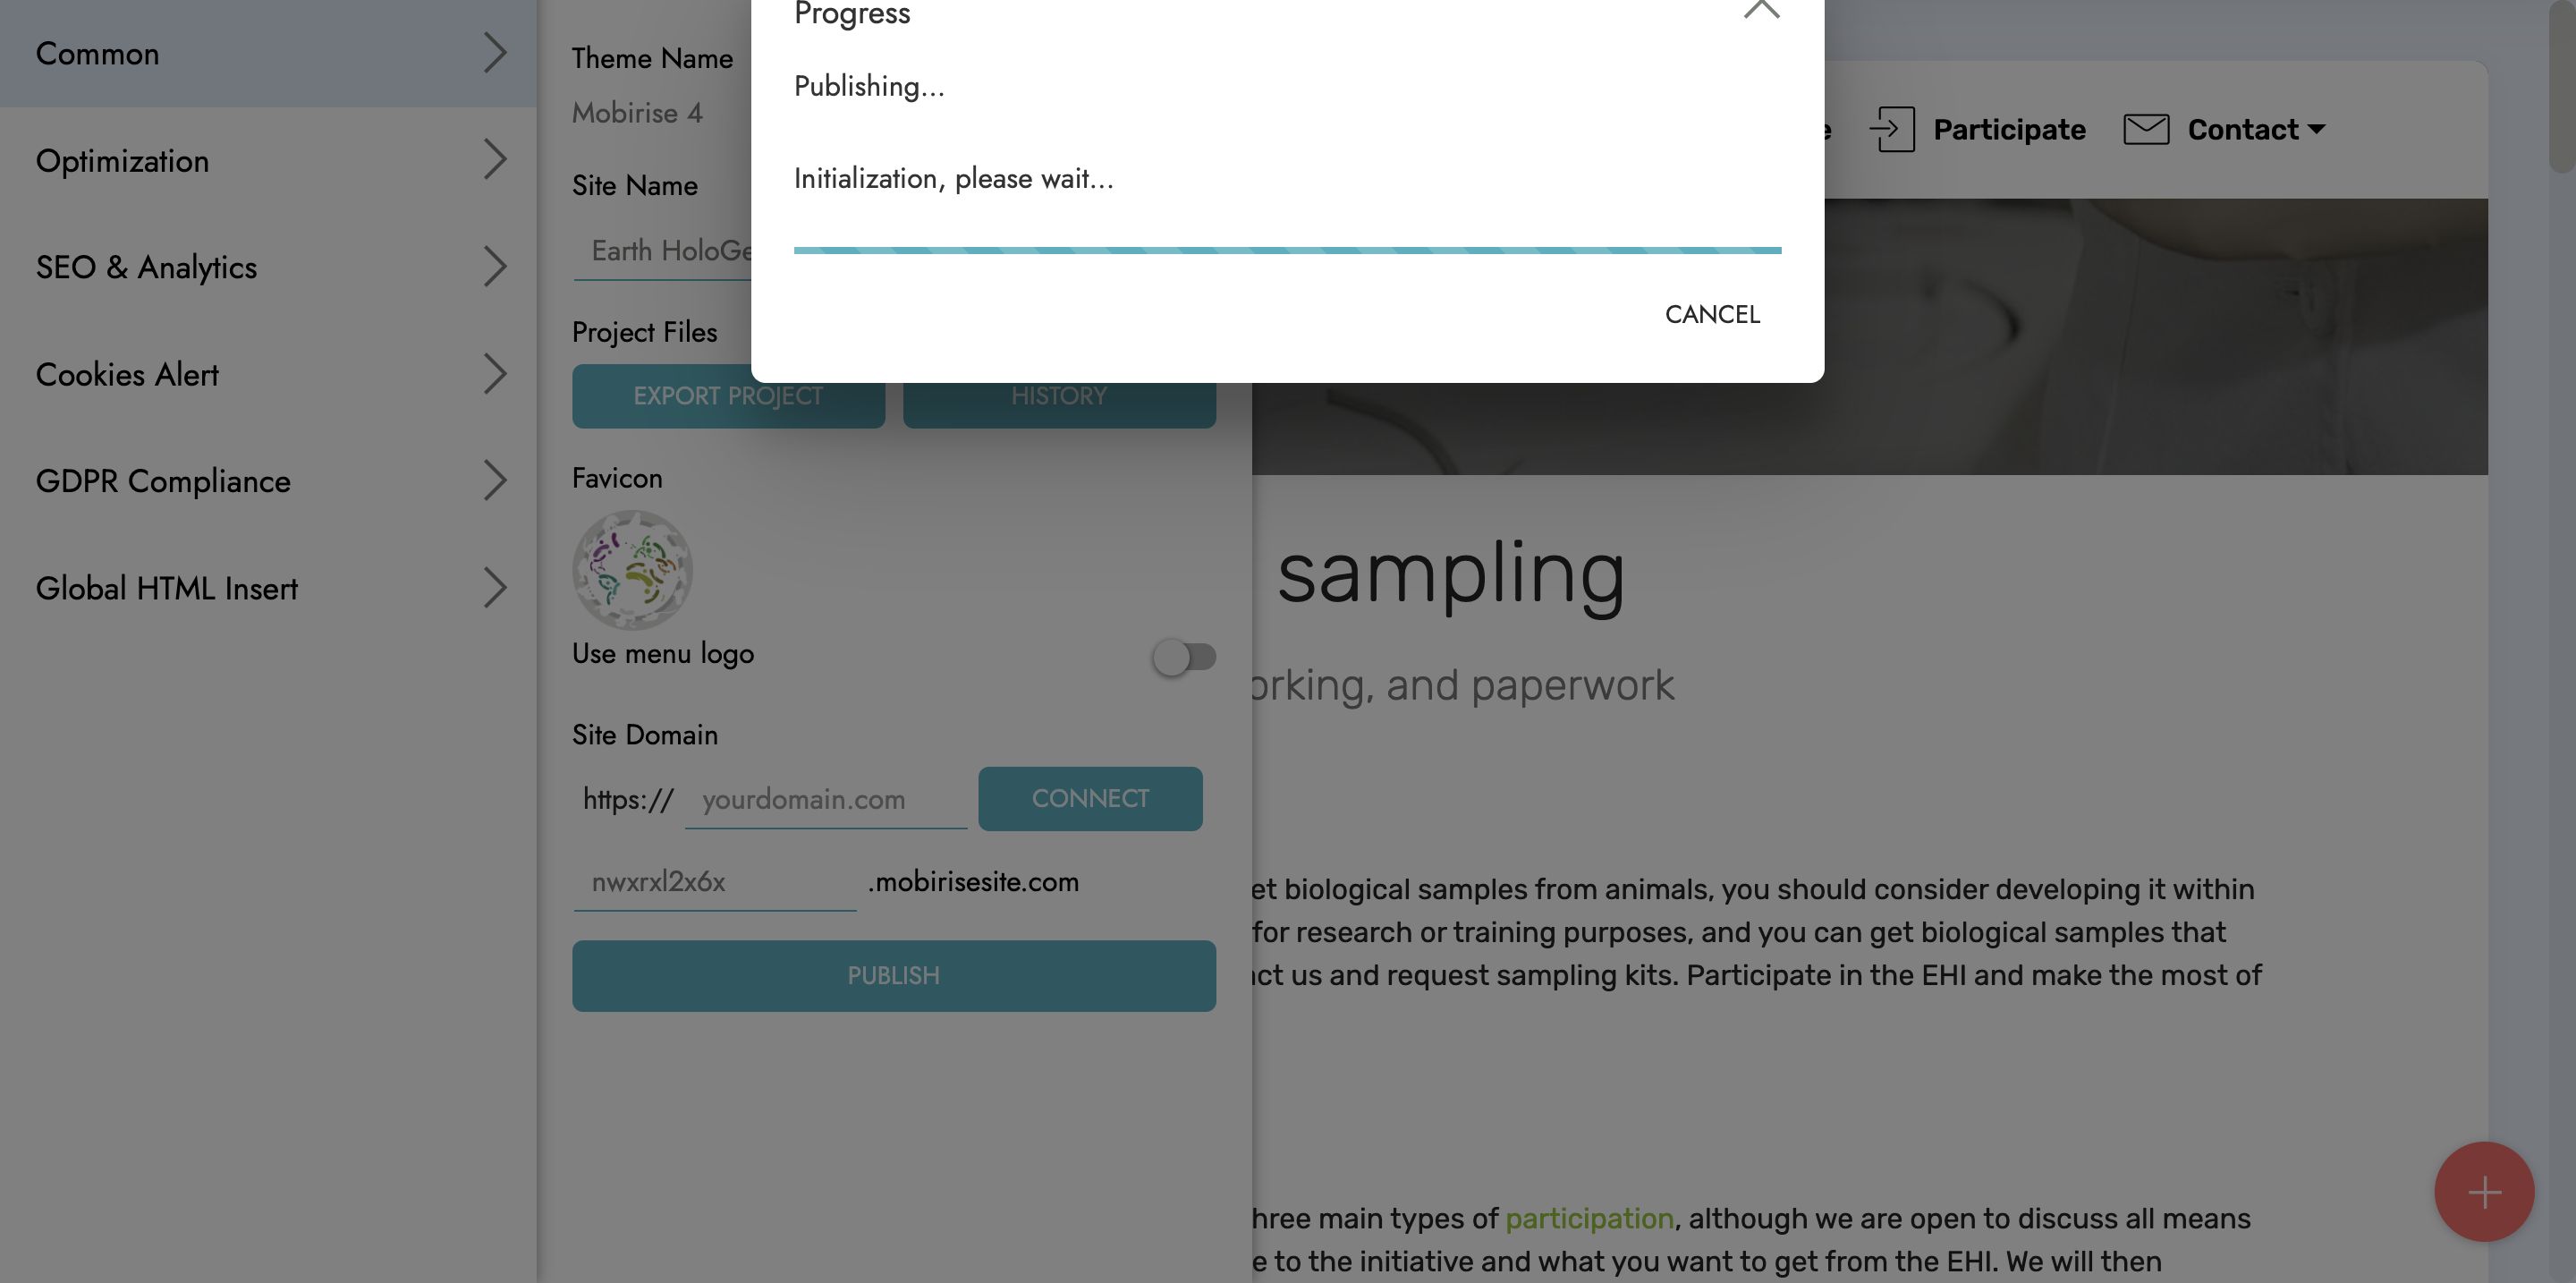 Common
Optimization
SEO & Analytics
Cookies Alert
GDPR Compliance
Global HTML Insert
Theme Name
Mobirise 4
Site Name
Earth HoloGe
Project Files
EXPORT PROJECT
HISTORY
Favicon
Use menu logo
Site Domain
https://
yourdomain.com
CONNECT
nwxrxl2x6x
.mobirisesite.com
PUBLISH
Progress
Publishing...
Initialization, please wait...
CANCEL
Participate
Contact
sampling
orking, and paperwork
et biological samples from animals, you should consider developing it within
for research or training purposes, and you can get biological samples that
act us and request sampling kits. Participate in the EHI and make the most of
hree main types of participation, although we are open to discuss all means
e to the initiative and what you want to get from the EHI. We will then